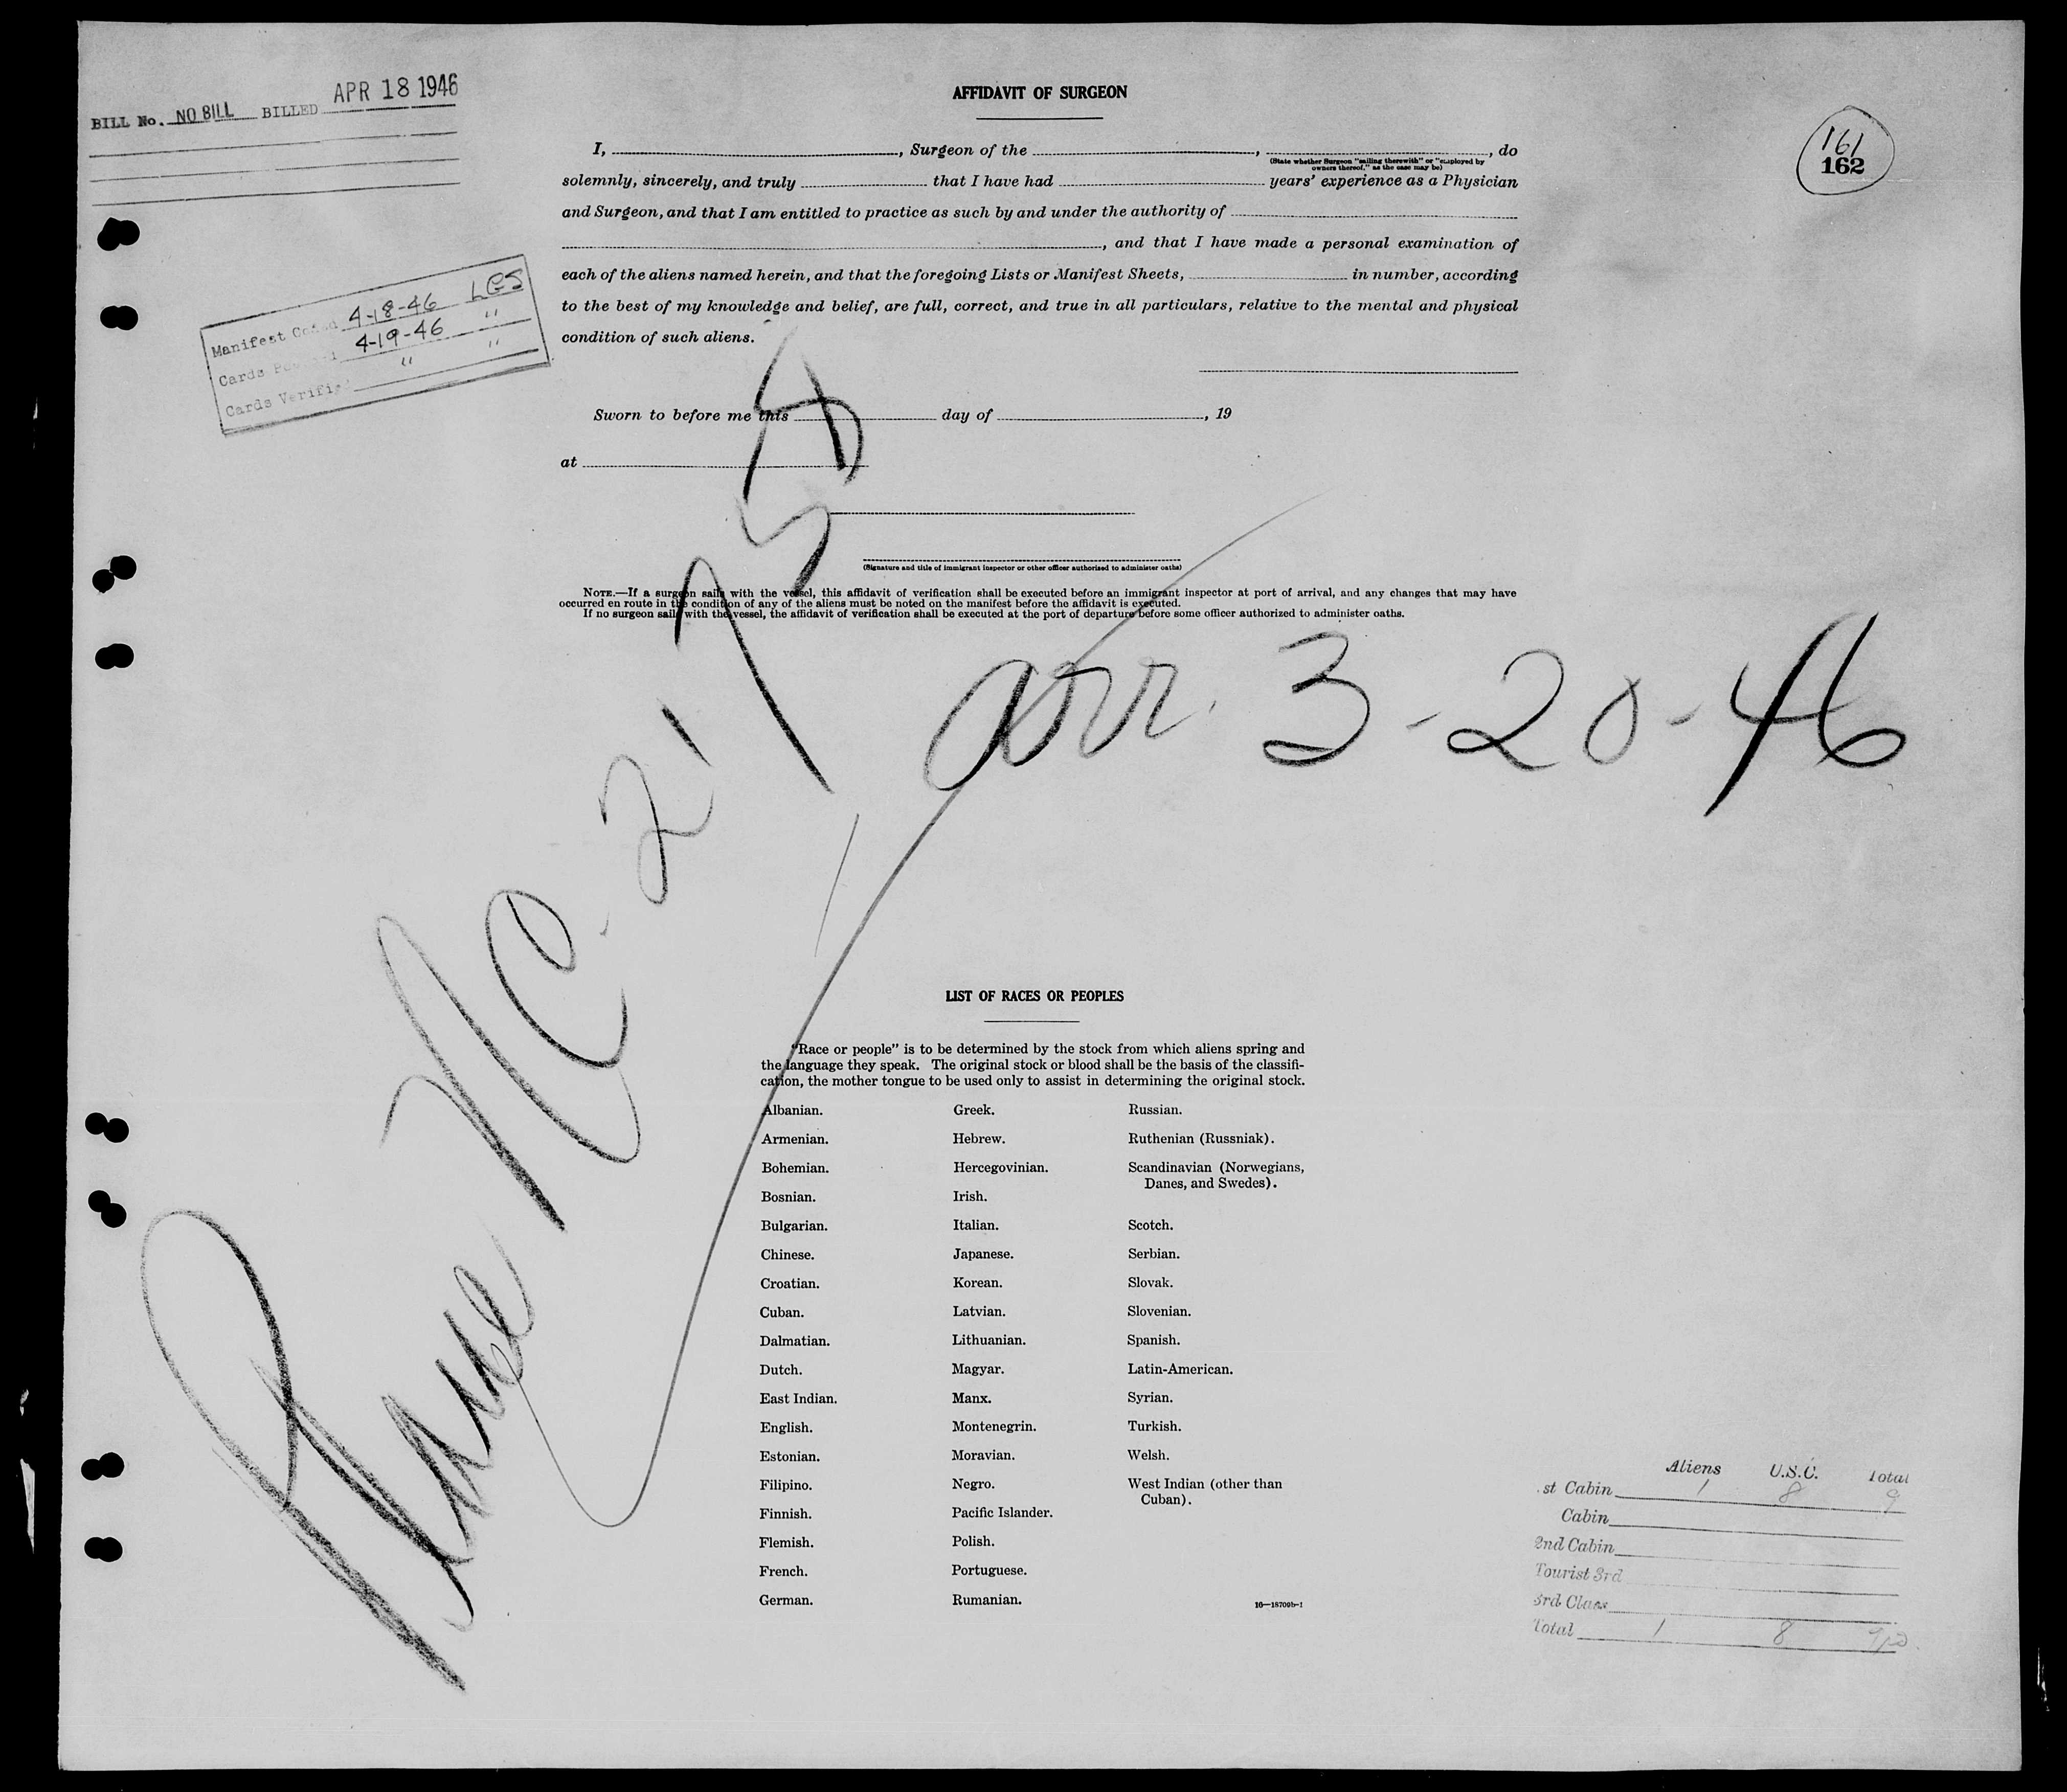 BILL No. NO BILL BILLED APR 18 1946
161
162
Manifest Coded 4-18-46 LGS
Cards 4-19-46 "
Cards Verified " "
AFFIDAVIT OF SURGEON
I, , Surgeon of the , , do
(State whether Surgeon "sailing therewith" or "employed by
owners thereof," as the case may be)
solemnly, sincerely, and truly that I have had years' experience as a Physician
and Surgeon, and that I am entitled to practice as such by and under the authority of
, and that I have made a personal examination of
each of the aliens named herein, and that the foregoing Lists or Manifest Sheets, in number, according
to the best of my knowledge and belief, are full, correct, and true in all particulars, relative to the mental and physical
condition of such aliens.
Sworn to before me this day of , 19
at
(Signature and title of immigrant inspector or other officer authorized to administer oaths)
NOTE.—If a surgeon sails with the vessel, this affidavit of verification shall be executed before an immigrant inspector at port of arrival, and any changes that may have
occurred en route in the condition of any of the aliens must be noted on the manifest before the affidavit is executed.
If no surgeon sails with the vessel, the affidavit of verification shall be executed at the port of departure before some officer authorized to administer oaths.
Plane NC-21754
arr. 3-20-46
LIST OF RACES OR PEOPLES
"Race or people" is to be determined by the stock from which aliens spring and
the language they speak. The original stock or blood shall be the basis of the classifi-
cation, the mother tongue to be used only to assist in determining the original stock.
Albanian.
Armenian.
Bohemian.
Bosnian.
Bulgarian.
Chinese.
Croatian.
Cuban.
Dalmatian.
Dutch.
East Indian.
English.
Estonian.
Filipino.
Finnish.
Flemish.
French.
German.
Greek.
Hebrew.
Hercegovinian.
Irish.
Italian.
Japanese.
Korean.
Latvian.
Lithuanian.
Magyar.
Manx.
Montenegrin.
Moravian.
Negro.
Pacific Islander.
Polish.
Portuguese.
Rumanian.
Russian.
Ruthenian (Russniak).
Scandinavian (Norwegians,
Danes, and Swedes).
Scotch.
Serbian.
Slovak.
Slovenian.
Spanish.
Latin-American.
Syrian.
Turkish.
Welsh.
West Indian (other than
Cuban).
16—18709b-1
Aliens U.S.C. Total
st Cabin 1 8 9
Cabin
2nd Cabin
Tourist 3rd
3rd Class
Total 1 8